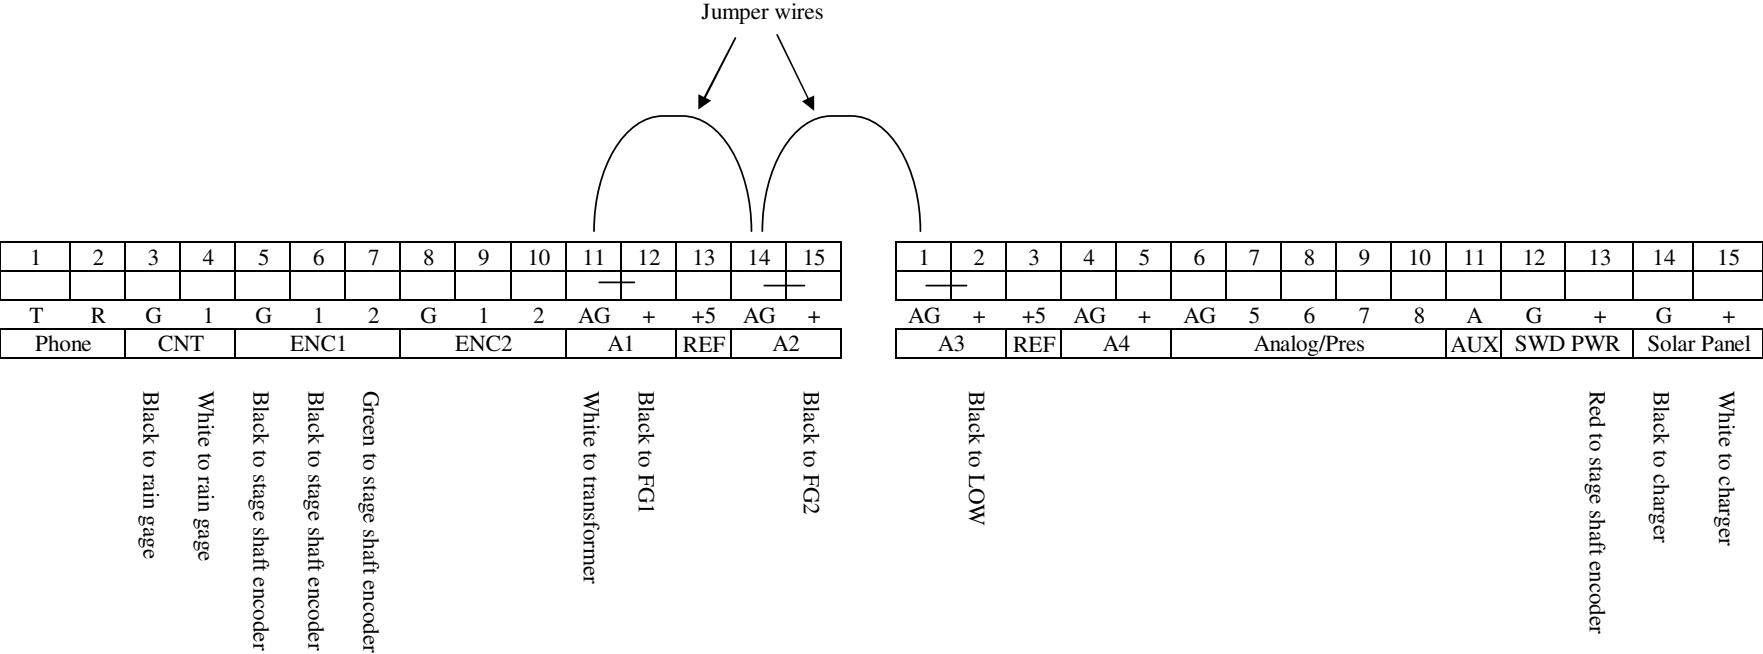 Jumper wires
1 2 3 4 5 6 7 8 9 10 11 12 13 14 15 1 2 3 4 5 6 7 8 9 10 11 12 13 14 15
T R G 1 G 1 2 G 1 2 AG + +5 AG + AG + +5 AG + AG 5 6 7 8 A G + G +
Phone CNT ENC1 ENC2 A1 REF A2 A3 REF A4 Analog/Pres AUX SWD PWR Solar Panel
Black to rain gage
White to rain gage
Black to stage shaft encoder
Black to stage shaft encoder
Green to stage shaft encoder
White to transformer
Black to FG1
Black to FG2
Black to LOW
Red to stage shaft encoder
Black to charger
White to charger